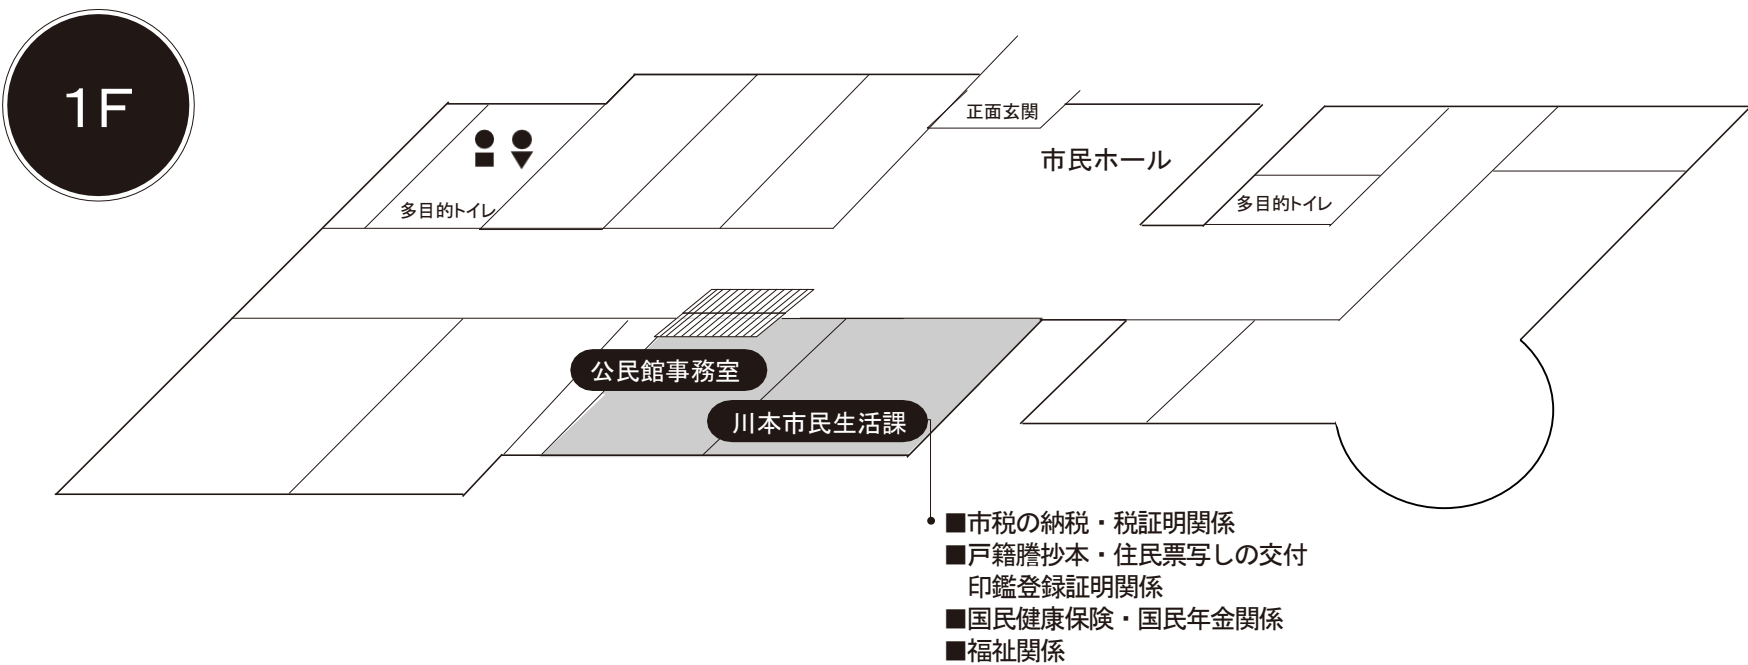 1F
正面玄関
市民ホール
多目的トイレ
多目的トイレ
公民館事務室
川本市民生活課
■市税の納税・税証明関係
■戸籍謄抄本・住民票写しの交付
印鑑登録証明関係
■国民健康保険・国民年金関係
■福祉関係